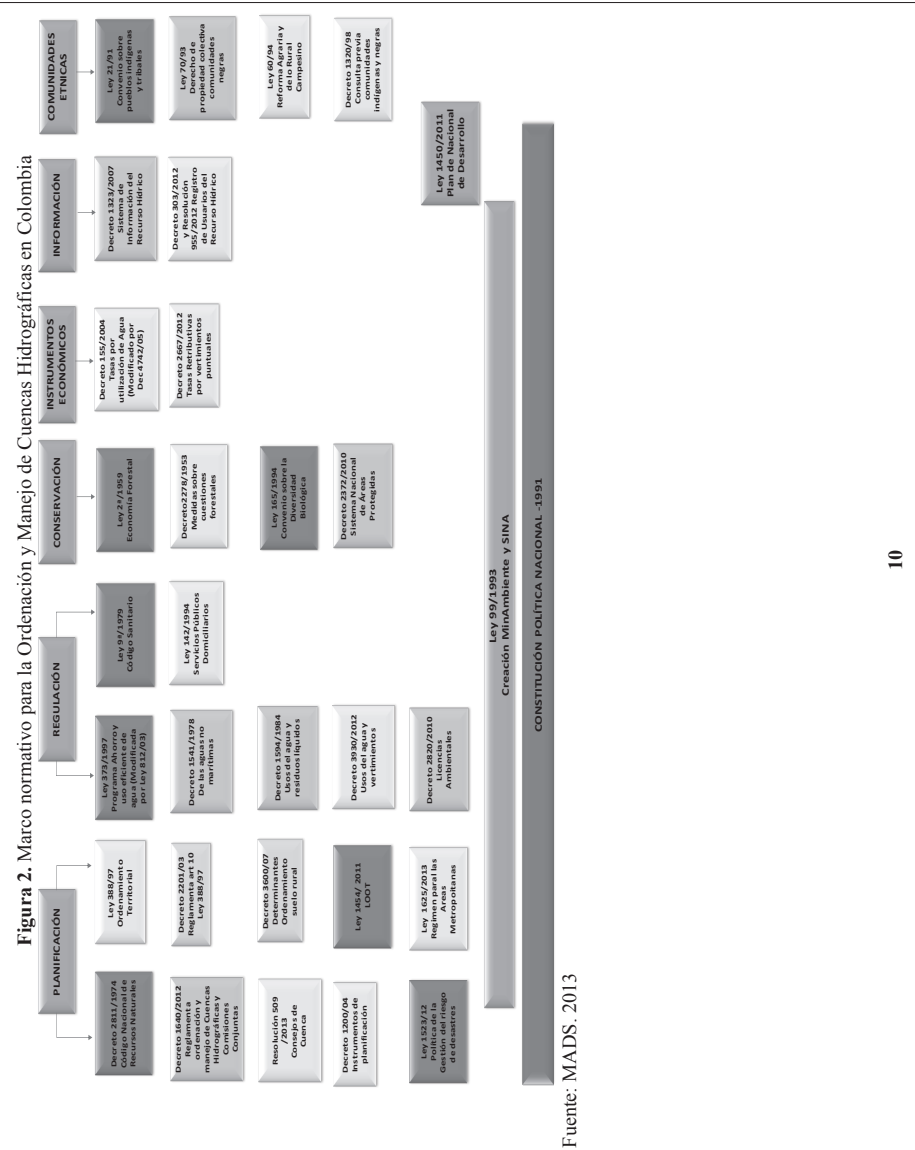 Figura 2. Marco normativo para la Ordenación y Manejo de Cuencas Hidrográficas en Colombia
PLANIFICACIÓN
Decreto 2811/1974
Código Nacional de
Recursos Naturales
Decreto 1640/2012
Reglamenta
ordenación y
manejo de Cuencas
Hidrográficas y
Comisiones
Conjuntas
Resolución 509
/2013
Consejos de
Cuenca
Decreto 1200/04
Instrumentos de
planificación
Ley 1523/12
Política de la
Gestión del riesgo
de desastres
Ley 388/97
Ordenamiento
Territorial
Decreto 2201/03
Reglamenta art 10
Ley 388/97
Decreto 3600/07
Determinantes
Ordenamiento
suelo rural
Ley 1454/ 2011
LOOT
Ley 1625/2013
Regimen paral las
Areas
Metropolitanas
REGULACIÓN
Ley 373/1997
Programa Ahorro y
uso eficiente de
agua (Modificada
por Ley 812/03)
Decreto 1541/1978
De las aguas no
marítimas
Decreto 1594/1984
Usos del agua y
residuos líquidos
Decreto 3930/2012
Usos del agua y
vertimientos
Decreto 2820/2010
Licencias
Ambientales
Ley 9ª/1979
Código Sanitario
Ley 142/1994
Servicios Públicos
Domiciliarios
CONSERVACIÓN
Ley 2ª/1959
Economía Forestal
Decreto2278/1953
Medidas sobre
cuestiones
forestales
Ley 165/1994
Convenio sobre la
Diversidad
Biológica
Decreto 2372/2010
Sistema Nacional
de Áreas
Protegidas
INSTRUMENTOS
ECONÓMICOS
Decreto 155/2004
Tasas por
utilización de Agua
(Modificado por
Dec 4742/05)
Decreto 2667/2012
Tasas Retributivas
por vertimientos
puntuales
INFORMACIÓN
Decreto 1323/2007
Sistema de
Información del
Recurso Hídrico
Decreto 303/2012
y Resolución
955/2012 Registro
de Usuarios del
Recurso Hídrico
COMUNIDADES
ETNICAS
Ley 21/91
Convenio sobre
pueblos indígenas
y tribales
Ley 70/93
Derecho de
propiedad colectiva
comunidades
negras
Ley 60/94
Reforma Agraria y
de lo Rural
Campesino
Decreto 1320/98
Consulta previa
comunidades
indígenas y negras
Ley 1450/2011
Plan de Nacional
de Desarrollo
Ley 99/1993
Creación MinAmbiente y SINA
CONSTITUCIÓN POLÍTICA NACIONAL -1991
Fuente: MADS. 2013
10